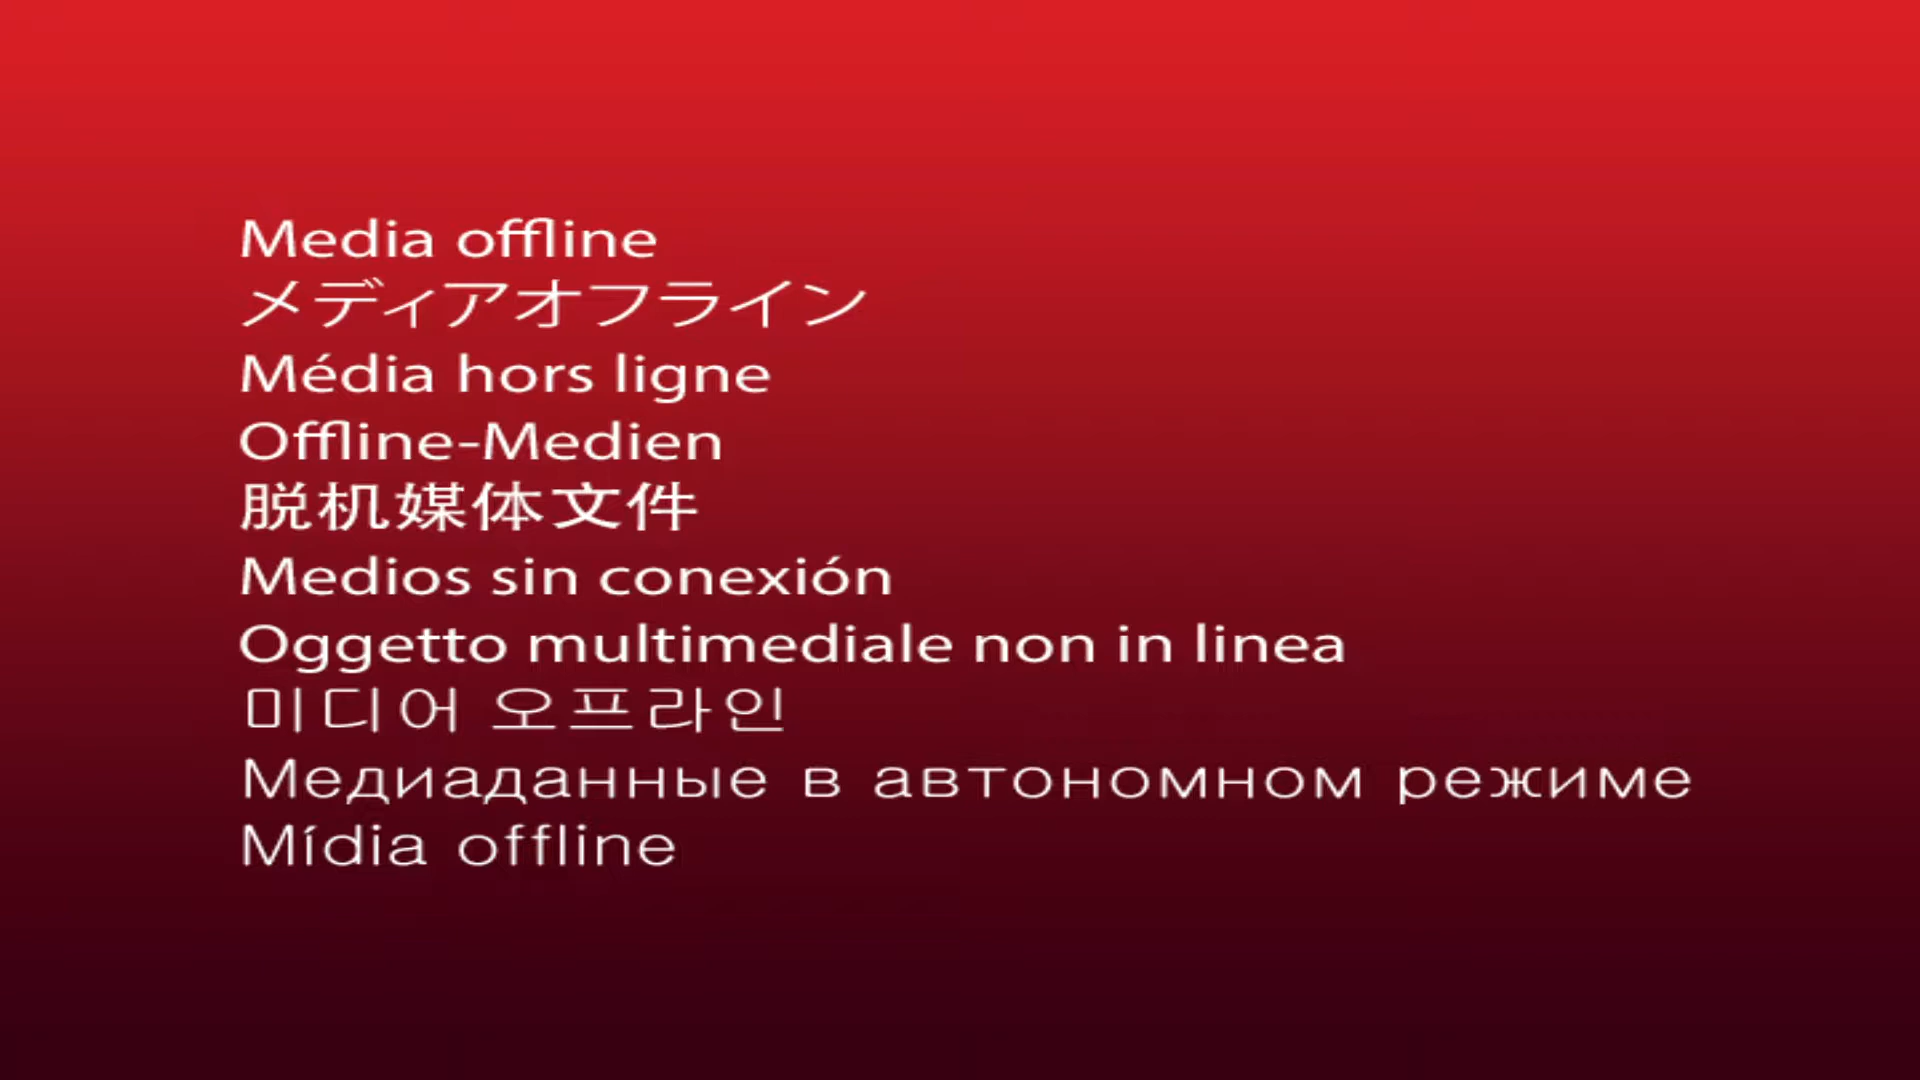 Media offline
メディアオフライン
Média hors ligne
Offline-Medien
脱机媒体文件
Medios sin conexión
Oggetto multimediale non in linea
미디어 오프라인
Медиаданные в автономном режиме
Mídia offline